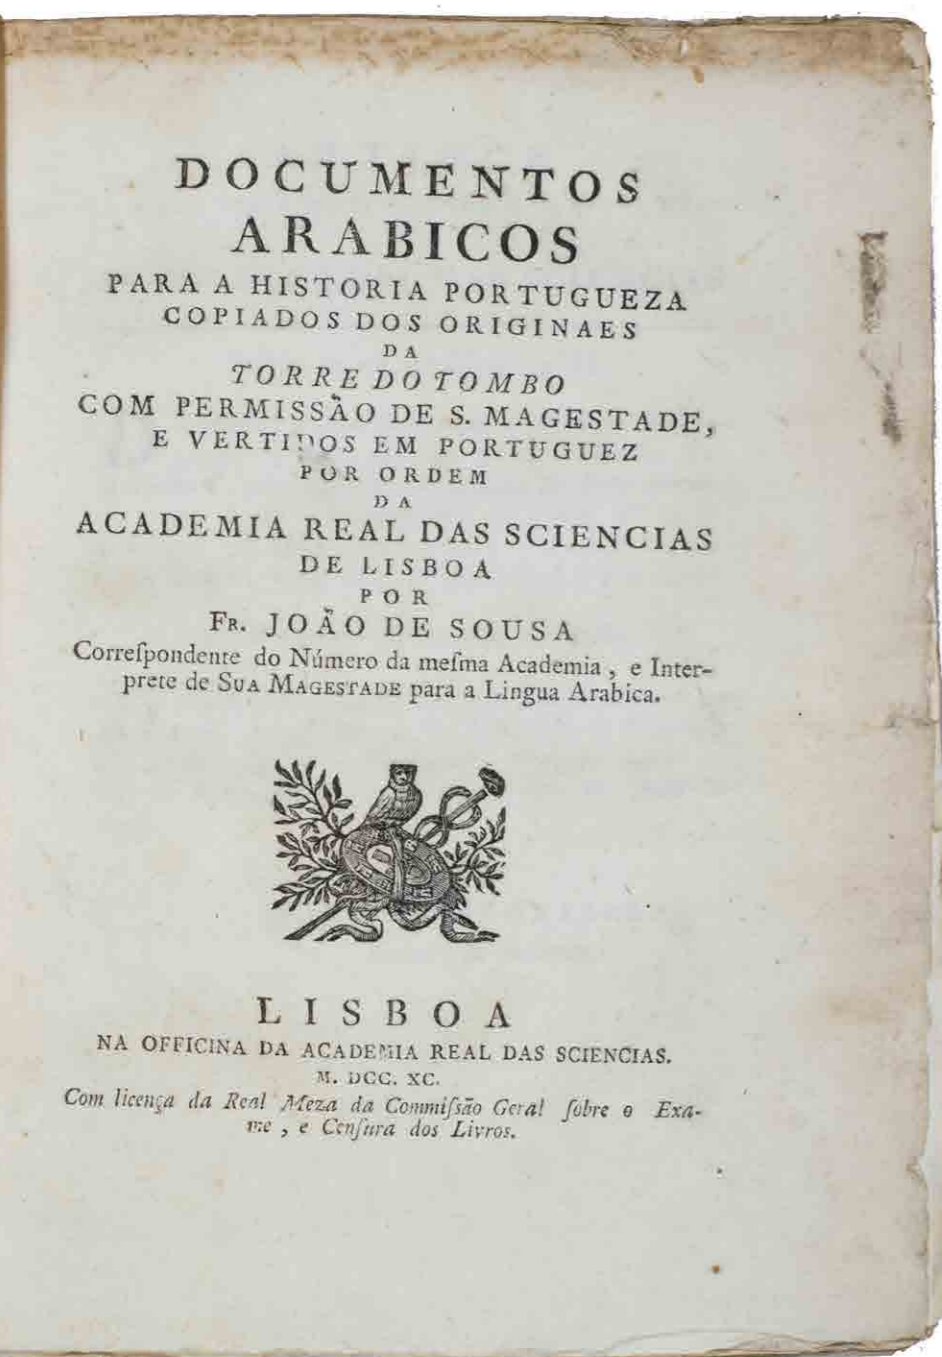 DOCUMENTOS
ARABICOS
PARA A HISTORIA PORTUGUEZA
COPIADOS DOS ORIGINAES
DA
TORRE DO TOMBO
COM PERMISSÃO DE S. MAGESTADE,
E VERTIDOS EM PORTUGUEZ
POR ORDEM
DA
ACADEMIA REAL DAS SCIENCIAS
DE LISBOA
POR
FR. JOÃO DE SOUSA
Correſpondente do Número da meſma Academia , e Inter-
prete de SUA MAGESTADE para a Lingua Arabica.
LISBOA
NA OFFICINA DA ACADEMIA REAL DAS SCIENCIAS.
M. DCC. XC.
Com licença da Real Meza da Commiſsão Geral ſobre o Exa-
me , e Cenſura dos Livros.